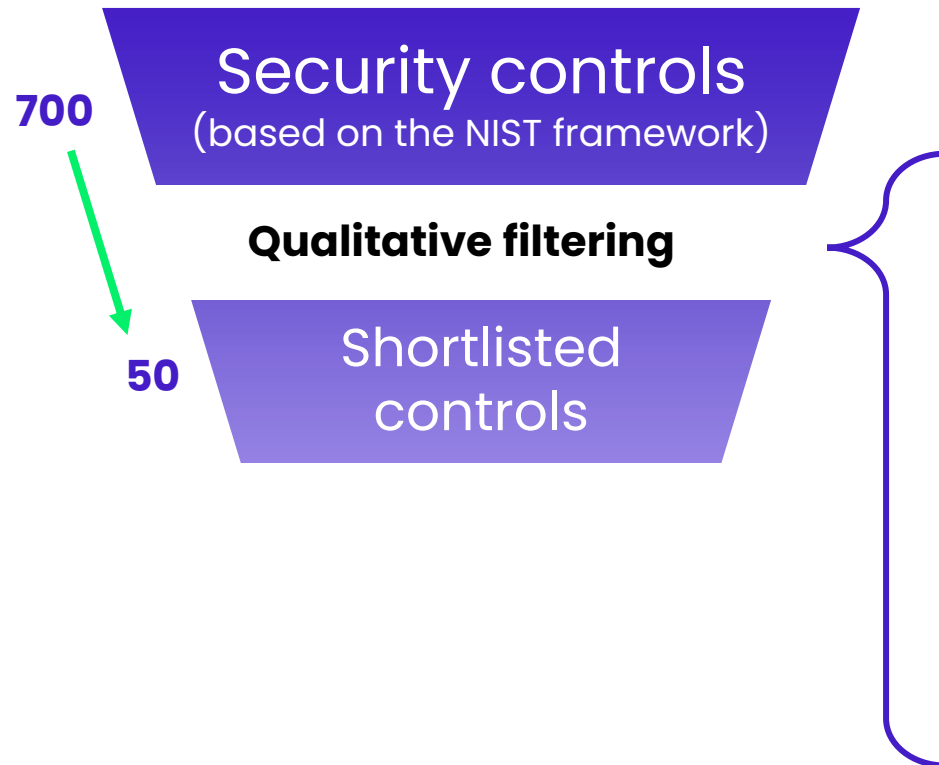 Security controls
700
(based on the NIST framework)
Qualitative filtering
Shortlisted
50
controls